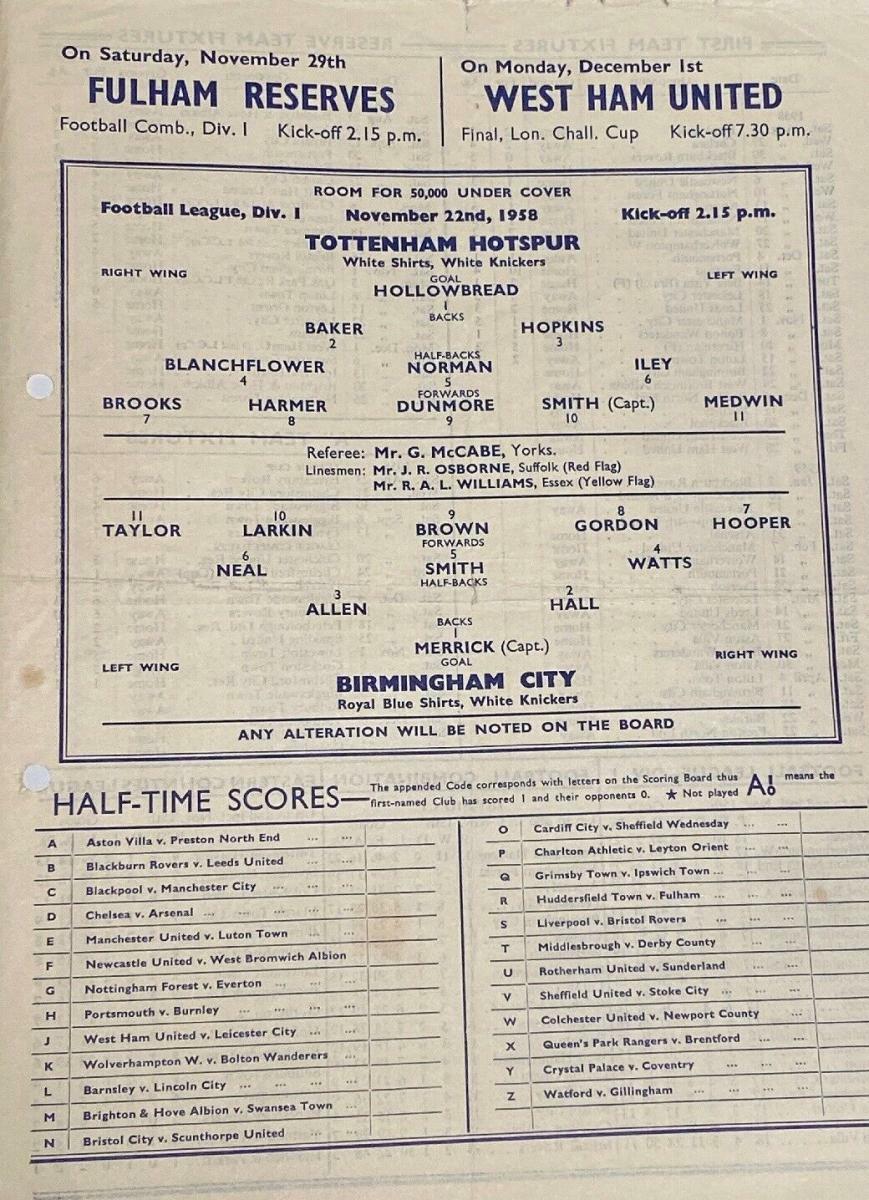 On Saturday, November 29th
FULHAM RESERVES
Football Comb., Div. 1 Kick-off 2.15 p.m.
On Monday, December 1st
WEST HAM UNITED
Final, Lon. Chall. Cup Kick-off 7.30 p.m.
ROOM FOR 50,000 UNDER COVER
Football League, Div. 1 November 22nd, 1958 Kick-off 2.15 p.m.
TOTTENHAM HOTSPUR
White Shirts, White Knickers
RIGHT WING GOAL LEFT WING
HOLLOWBREAD
1
BACKS
BAKER HOPKINS
2 3
HALF-BACKS
BLANCHFLOWER NORMAN ILEY
4 5 6
FORWARDS
BROOKS HARMER DUNMORE SMITH (Capt.) MEDWIN
7 8 9 10 11
Referee: Mr. G. McCABE, Yorks.
Linesmen: Mr. J. R. OSBORNE, Suffolk (Red Flag)
Mr. R. A. L. WILLIAMS, Essex (Yellow Flag)
11 10 9 8 7
TAYLOR LARKIN BROWN GORDON HOOPER
FORWARDS
6 5 4
NEAL SMITH WATTS
HALF-BACKS
3 2
ALLEN HALL
BACKS
1
MERRICK (Capt.)
LEFT WING GOAL RIGHT WING
BIRMINGHAM CITY
Royal Blue Shirts, White Knickers
ANY ALTERATION WILL BE NOTED ON THE BOARD
HALF-TIME SCORES—The appended Code corresponds with letters on the Scoring Board thus A1/0 means the
first-named Club has scored 1 and their opponents 0. ★ Not played
A Aston Villa v. Preston North End ... ...
B Blackburn Rovers v. Leeds United ... ...
C Blackpool v. Manchester City ... ... ...
D Chelsea v. Arsenal ... ... ... ...
E Manchester United v. Luton Town ... ...
F Newcastle United v. West Bromwich Albion
G Nottingham Forest v. Everton ... ... ...
H Portsmouth v. Burnley ... ... ...
J West Ham United v. Leicester City ... ...
K Wolverhampton W. v. Bolton Wanderers ...
L Barnsley v. Lincoln City ... ... ... ...
M Brighton & Hove Albion v. Swansea Town ...
N Bristol City v. Scunthorpe United ... ...
O Cardiff City v. Sheffield Wednesday ... ...
P Charlton Athletic v. Leyton Orient ... ...
Q Grimsby Town v. Ipswich Town ... ...
R Huddersfield Town v. Fulham ... ... ...
S Liverpool v. Bristol Rovers ... ... ...
T Middlesbrough v. Derby County ... ...
U Rotherham United v. Sunderland ... ...
V Sheffield United v. Stoke City ... ... ...
W Colchester United v. Newport County ...
X Queen's Park Rangers v. Brentford ... ...
Y Crystal Palace v. Coventry ... ... ...
Z Watford v. Gillingham ... ... ... ...